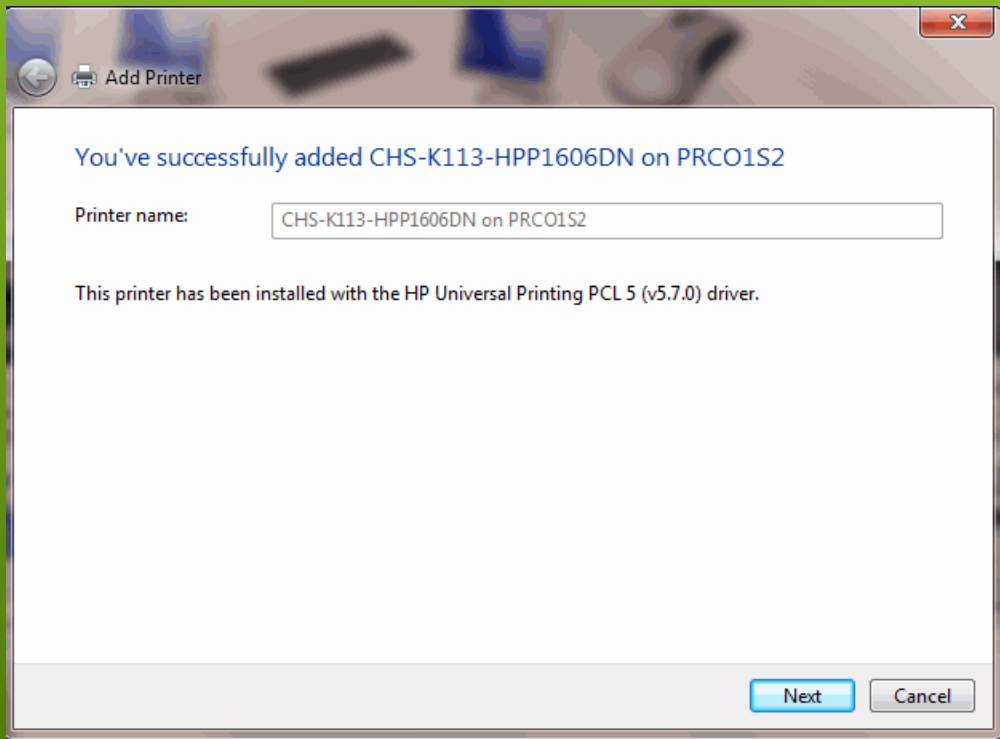 Add Printer
You've successfully added CHS-K113-HPP1606DN on PRCO1S2
Printer name:
CHS-K113-HPP1606DN on PRCO1S2
This printer has been installed with the HP Universal Printing PCL 5 (v5.7.0) driver.
Next
Cancel